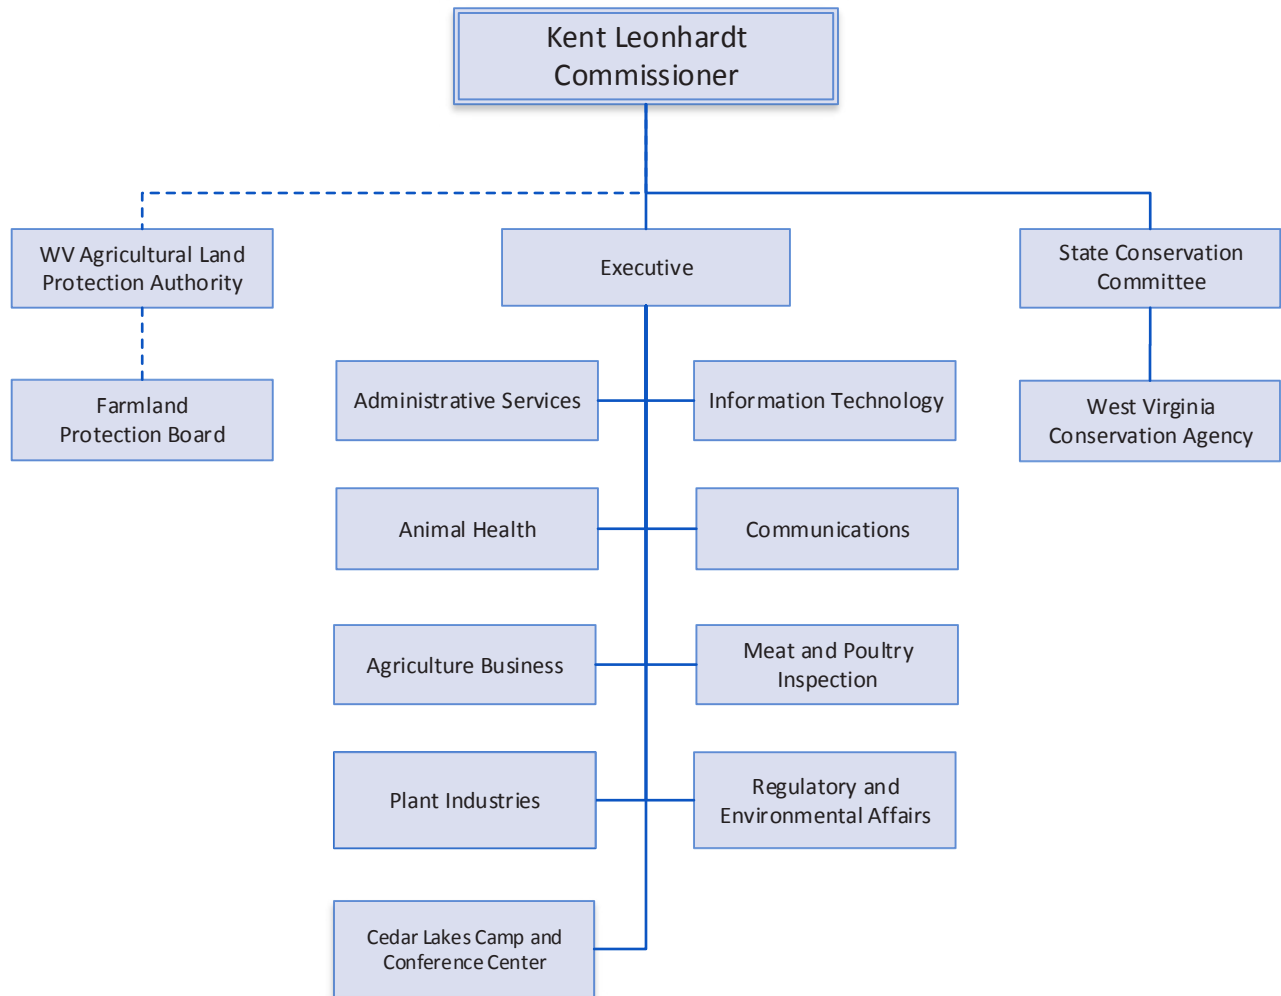 Kent Leonhardt
Commissioner
WV Agricultural Land
Protection Authority
Executive
State Conservation
Committee
Farmland
Protection Board
Administrative Services
Information Technology
West Virginia
Conservation Agency
Animal Health
Communications
Agriculture Business
Meat and Poultry
Inspection
Plant Industries
Regulatory and
Environmental Affairs
Cedar Lakes Camp and
Conference Center